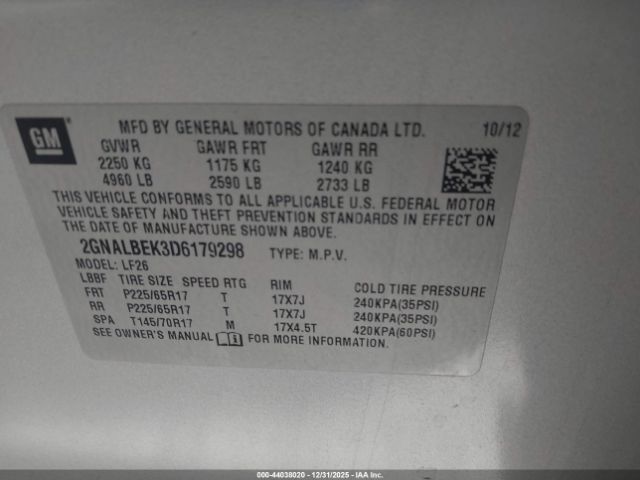 GM
MFD BY GENERAL MOTORS OF CANADA LTD. 10/12
GVWR GAWR FRT GAWR RR
2250 KG 1175 KG 1240 KG
4960 LB 2590 LB 2733 LB
THIS VEHICLE CONFORMS TO ALL APPLICABLE U.S. FEDERAL MOTOR
VEHICLE SAFETY AND THEFT PREVENTION STANDARDS IN EFFECT ON
THE DATE OF MANUFACTURE SHOWN ABOVE.
2GNALBEK3D6179298 TYPE: M.P.V.
MODEL: LF26
LBBF TIRE SIZE SPEED RTG RIM COLD TIRE PRESSURE
FRT P225/65R17 T 17X7J 240KPA(35PSI)
RR P225/65R17 T 17X7J 240KPA(35PSI)
SPA T145/70R17 M 17X4.5T 420KPA(60PSI)
SEE OWNER'S MANUAL FOR MORE INFORMATION.
000-44038020 - 12/31/2025 - COPART, IAA